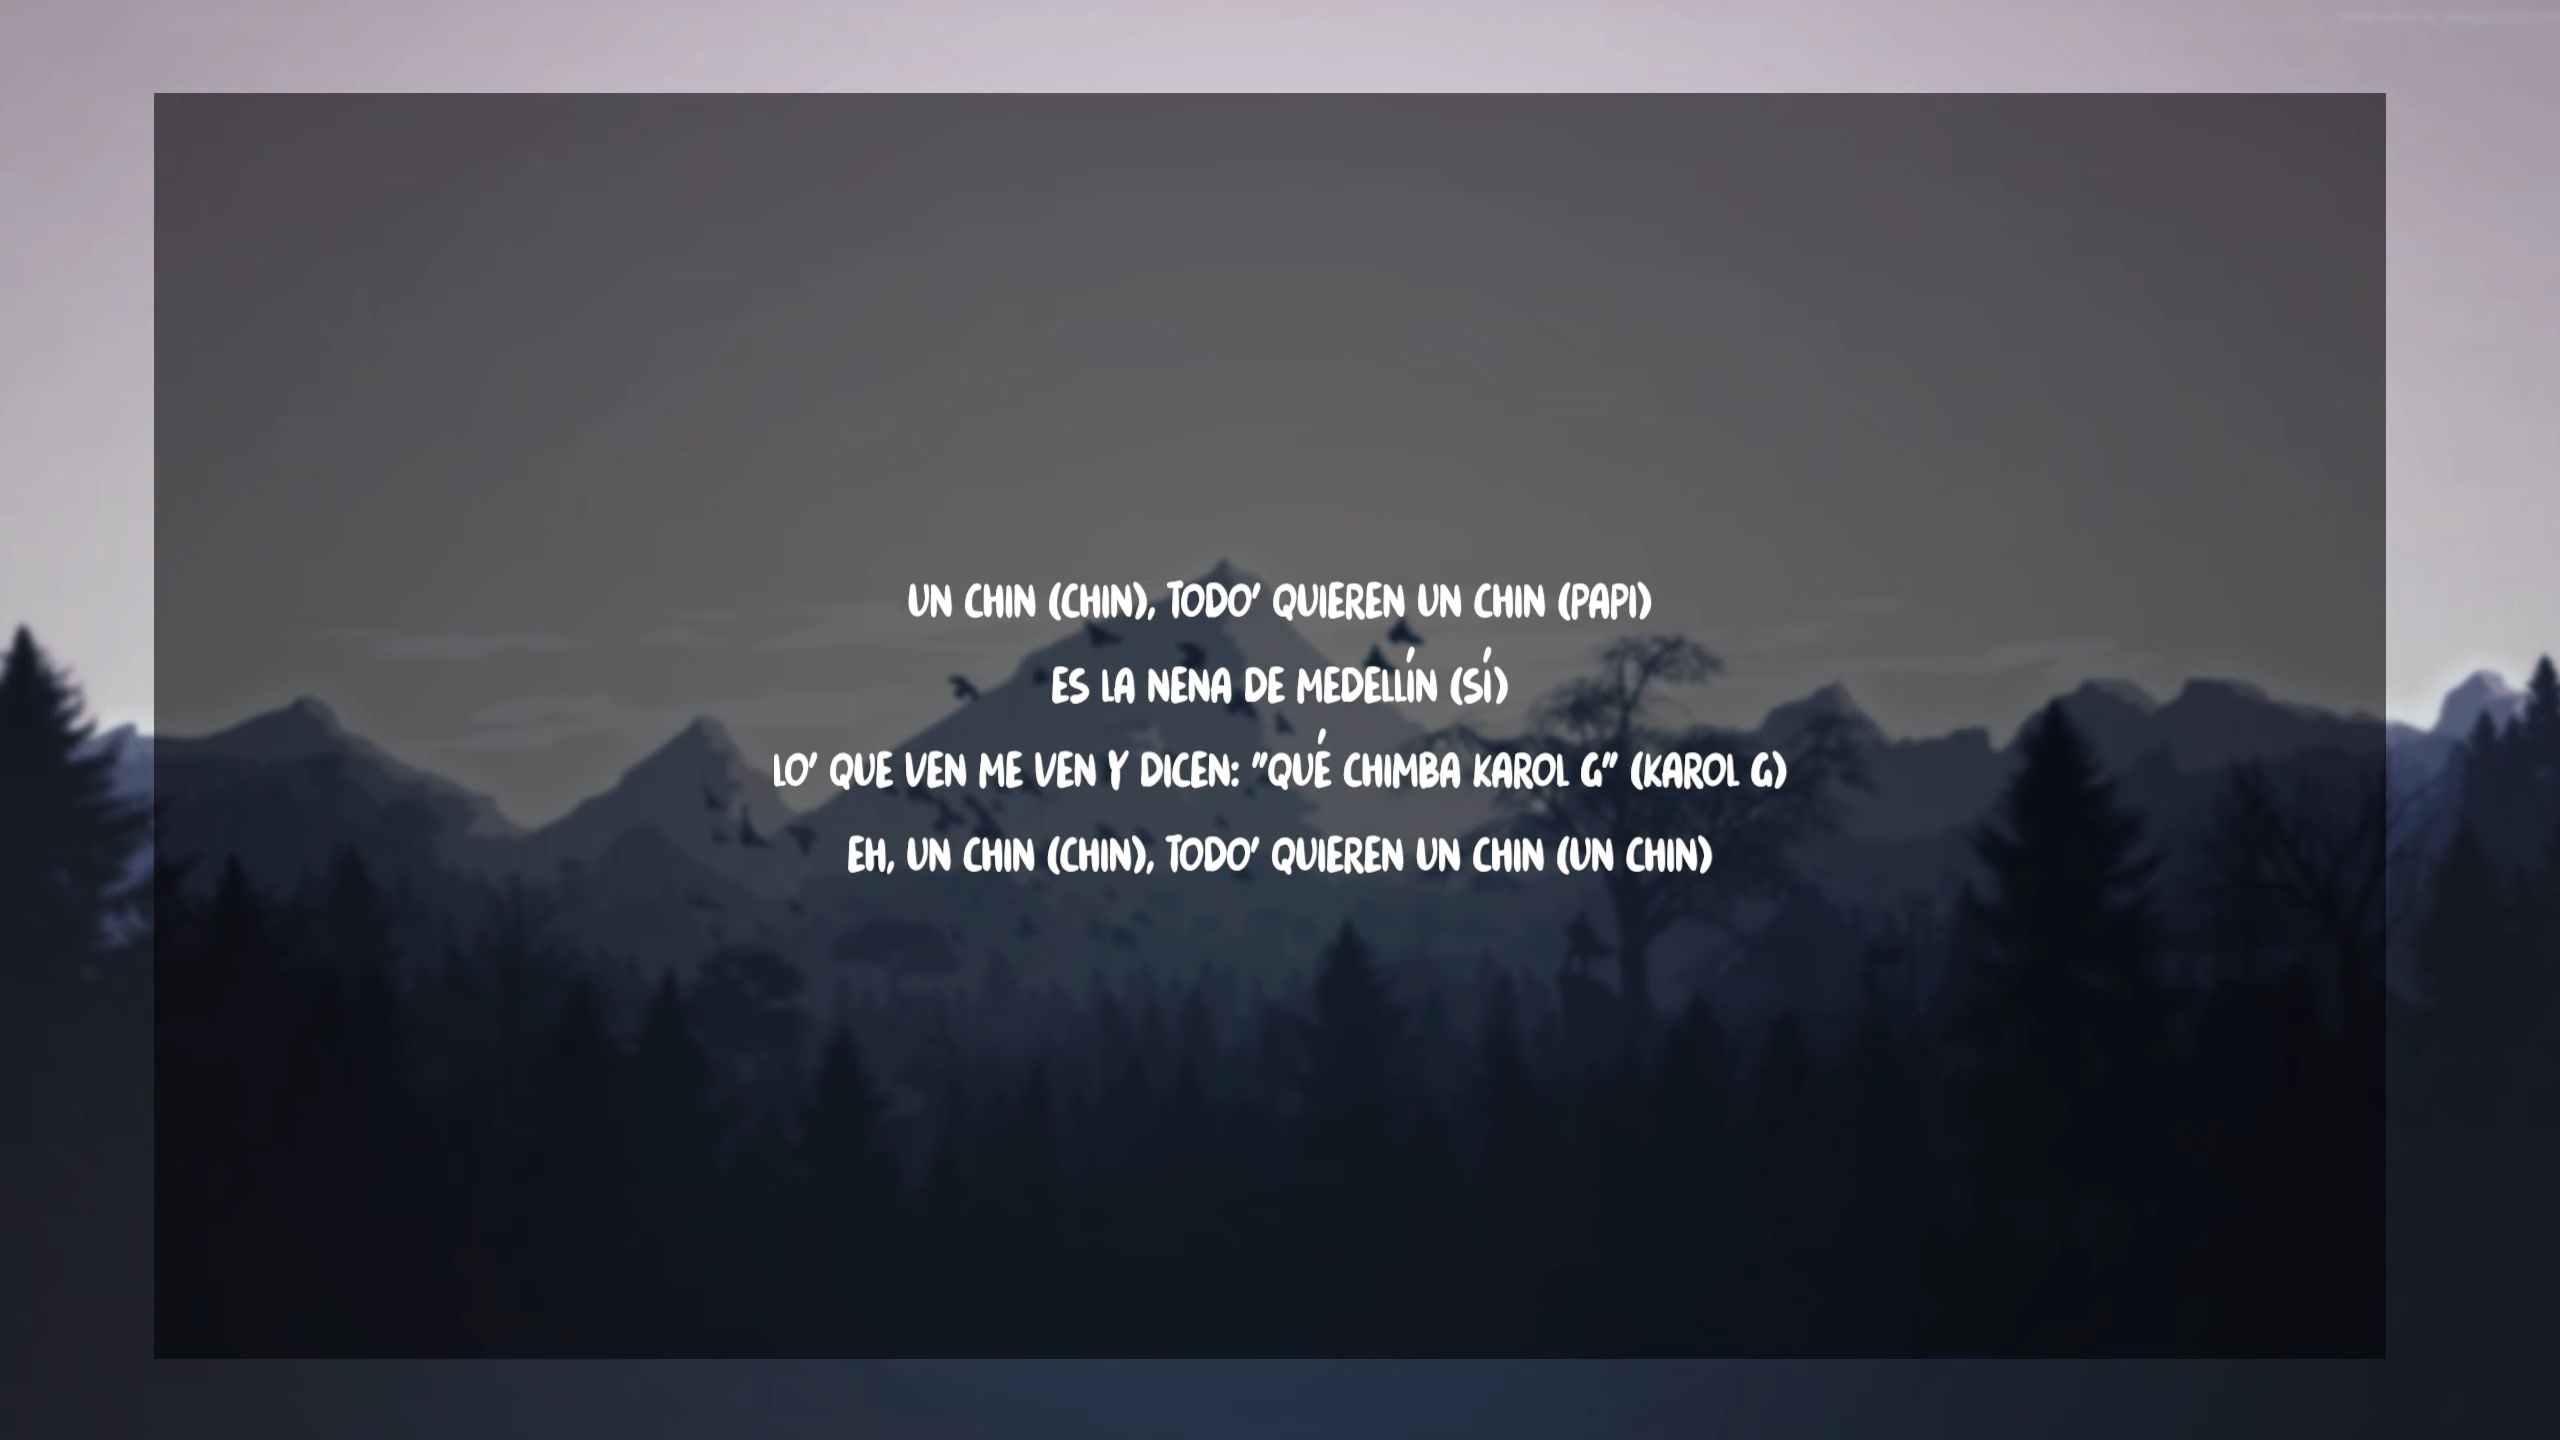 UN CHIN (CHIN), TODO' QUIEREN UN CHIN (PAPI)
ES LA NENA DE MEDELLÍN (SÍ)
LO' QUE VEN ME VEN Y DICEN: "QUÉ CHIMBA KAROL G" (KAROL G)
EH, UN CHIN (CHIN), TODO' QUIEREN UN CHIN (UN CHIN)